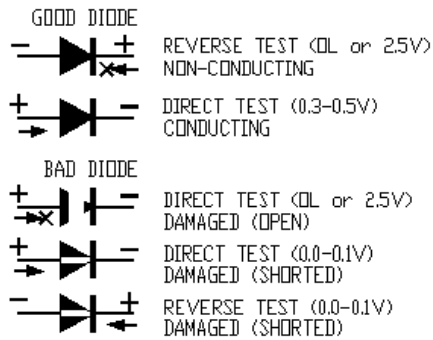 GOOD DIODE
− +
REVERSE TEST (OL or 2.5V)
NON-CONDUCTING
+ −
DIRECT TEST (0.3-0.5V)
CONDUCTING
BAD DIODE
+ −
DIRECT TEST (OL or 2.5V)
DAMAGED (OPEN)
+ −
DIRECT TEST (0.0-0.1V)
DAMAGED (SHORTED)
− +
REVERSE TEST (0.0-0.1V)
DAMAGED (SHORTED)